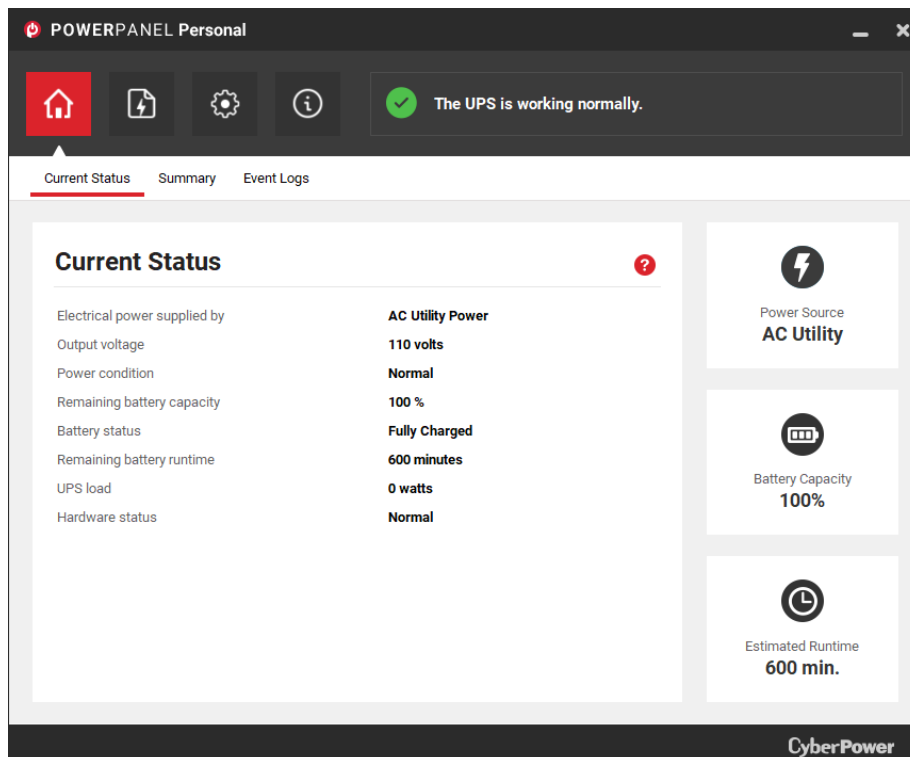 POWERPANEL Personal
The UPS is working normally.
Current Status Summary Event Logs
Current Status
?
Electrical power supplied by AC Utility Power
Output voltage 110 volts
Power condition Normal
Remaining battery capacity 100 %
Battery status Fully Charged
Remaining battery runtime 600 minutes
UPS load 0 watts
Hardware status Normal
Power Source
AC Utility
Battery Capacity
100%
Estimated Runtime
600 min.
CyberPower